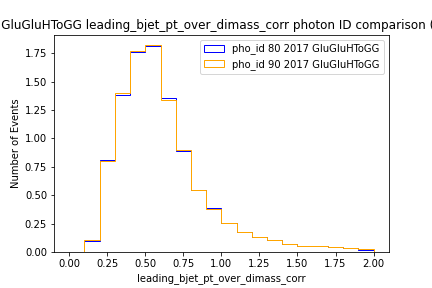 GluGluHToGG leading_bjet_pt_over_dimass_corr photon ID comparison (
pho_id 80 2017 GluGluHToGG
pho_id 90 2017 GluGluHToGG
Number of Events
1.75
1.50
1.25
1.00
0.75
0.50
0.25
0.00
0.00 0.25 0.50 0.75 1.00 1.25 1.50 1.75 2.00
leading_bjet_pt_over_dimass_corr